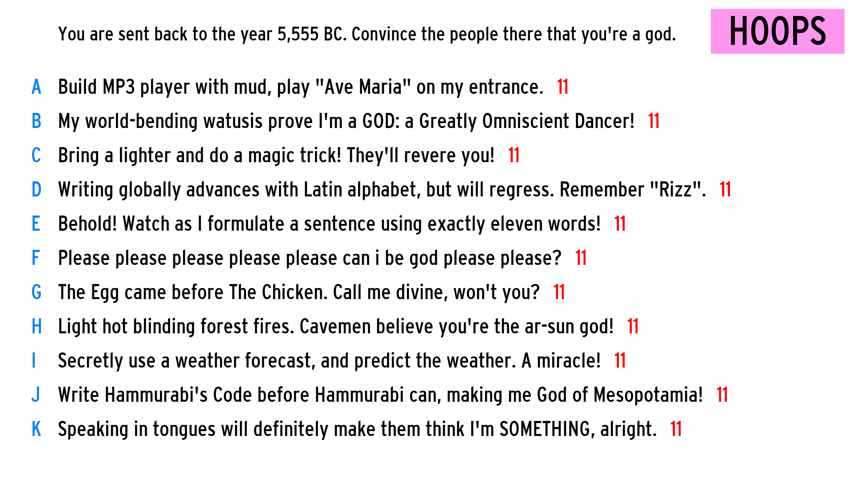 You are sent back to the year 5,555 BC. Convince the people there that you're a god.
HOOPS
A Build MP3 player with mud, play "Ave Maria" on my entrance. 11
B My world-bending watusis prove I'm a GOD: a Greatly Omniscient Dancer! 11
C Bring a lighter and do a magic trick! They'll revere you! 11
D Writing globally advances with Latin alphabet, but will regress. Remember "Rizz". 11
E Behold! Watch as I formulate a sentence using exactly eleven words! 11
F Please please please please please can i be god please please? 11
G The Egg came before The Chicken. Call me divine, won't you? 11
H Light hot blinding forest fires. Cavemen believe you're the ar-sun god! 11
I Secretly use a weather forecast, and predict the weather. A miracle! 11
J Write Hammurabi's Code before Hammurabi can, making me God of Mesopotamia! 11
K Speaking in tongues will definitely make them think I'm SOMETHING, alright. 11